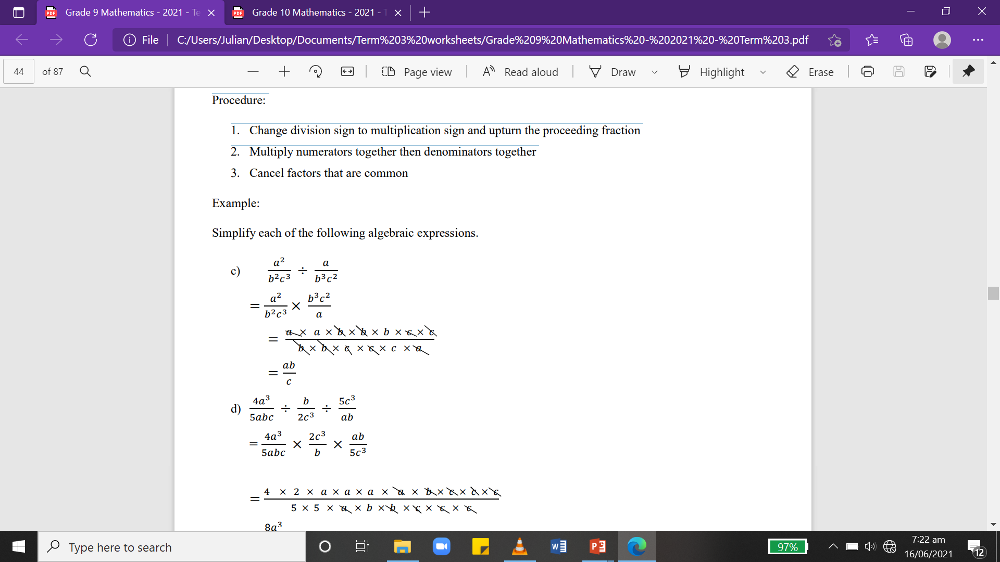 Grade 9 Mathematics - 2021 - Te
Grade 10 Mathematics - 2021 - T
File
C:/Users/Julian/Desktop/Documents/Term%203%20worksheets/Grade%209%20Mathematics%20-%202021%20-%20Term%203.pdf
44 of 87
Page view
Read aloud
Draw
Highlight
Erase
Procedure:
1. Change division sign to multiplication sign and upturn the proceeding fraction
2. Multiply numerators together then denominators together
3. Cancel factors that are common
Example:
Simplify each of the following algebraic expressions.
c) a²/b²c³ ÷ a/b³c²
= a²/b²c³ × b³c²/a
= a × a × b × b × b × c × c / b × b × c × c × c × a
= ab/c
d) 4a³/5abc ÷ b/2c³ ÷ 5c³/ab
= 4a³/5abc × 2c³/b × ab/5c³
= 4 × 2 × a × a × a × a × b × c × c × c / 5 × 5 × a × b × b × c × c × c
8a³
Type here to search
97%
7:22 am
16/06/2021
12